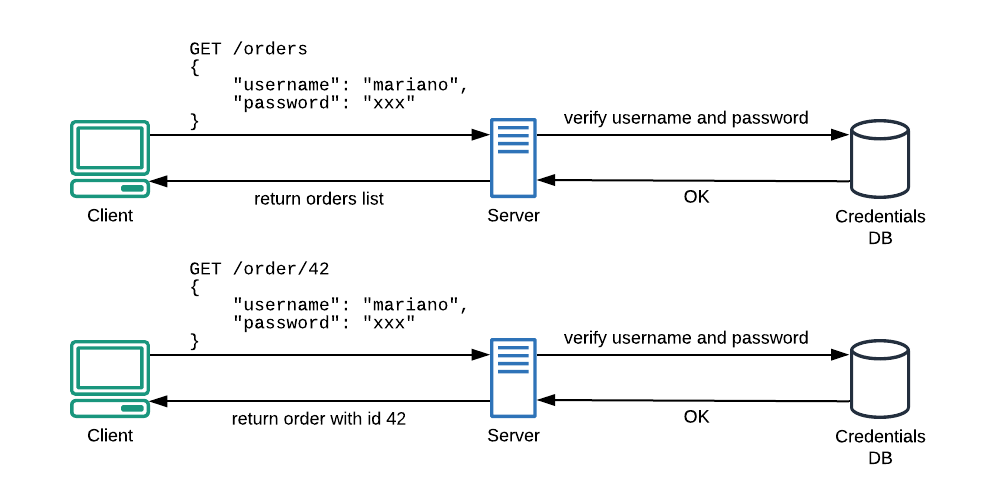 GET /orders
{
    "username": "mariano",
    "password": "xxx"
}
verify username and password
return orders list
OK
Client
Server
Credentials
DB
GET /order/42
{
    "username": "mariano",
    "password": "xxx"
}
verify username and password
return order with id 42
OK
Client
Server
Credentials
DB